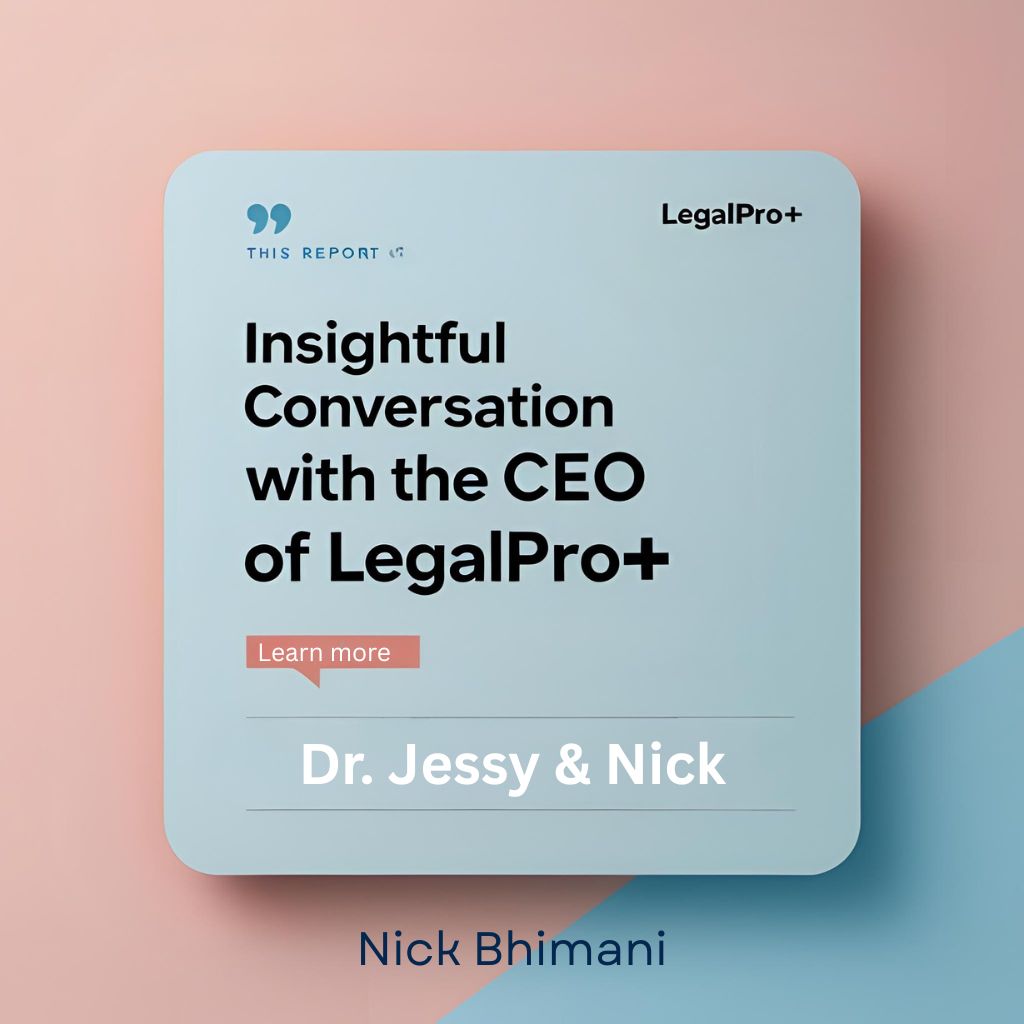 THIS REPORT
LegalPro+
Insightful
Conversation
with the CEO
of LegalPro+
Learn more
Dr. Jessy & Nick
Nick Bhimani